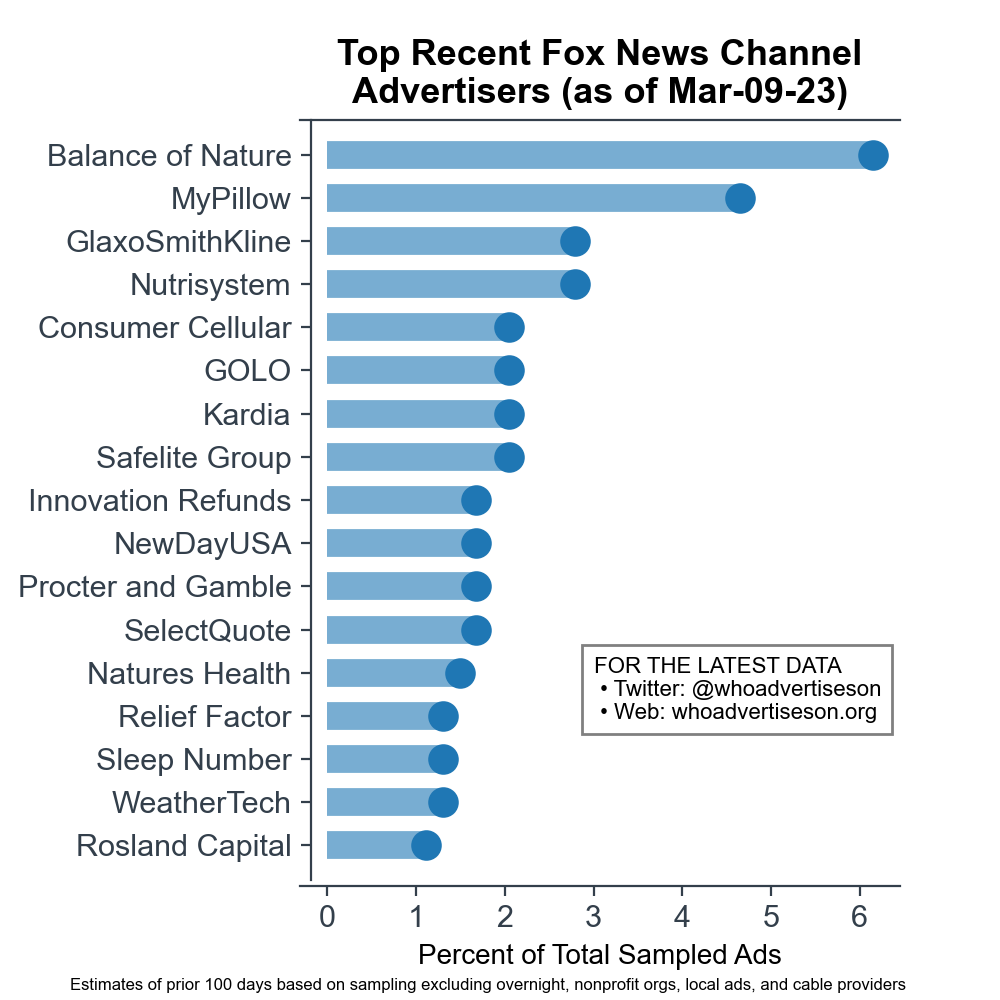 Top Recent Fox News Channel
Advertisers (as of Mar-09-23)
Balance of Nature
MyPillow
GlaxoSmithKline
Nutrisystem
Consumer Cellular
GOLO
Kardia
Safelite Group
Innovation Refunds
NewDayUSA
Procter and Gamble
SelectQuote
Natures Health
Relief Factor
Sleep Number
WeatherTech
Rosland Capital
FOR THE LATEST DATA
• Twitter: @whoadvertiseson
• Web: whoadvertiseson.org
0 1 2 3 4 5 6
Percent of Total Sampled Ads
Estimates of prior 100 days based on sampling excluding overnight, nonprofit orgs, local ads, and cable providers